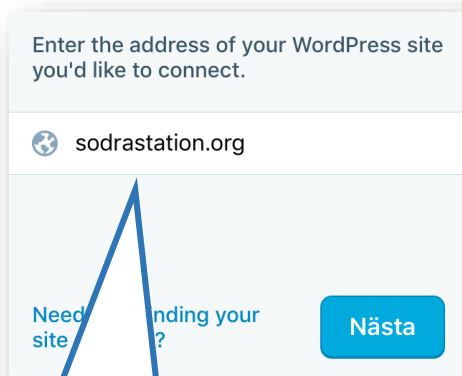 Enter the address of your WordPress site
you'd like to connect.
sodrastation.org
Need nding your
site ?
Nästa